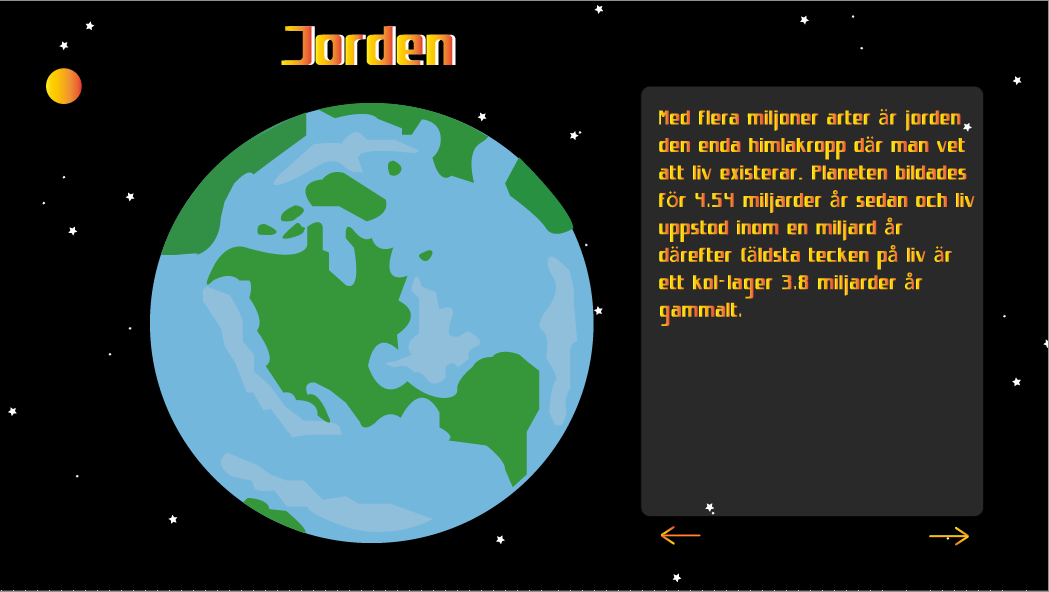 Jorden
Med flera miljoner arter är jorden
den enda himlakropp där man vet
att liv existerar. Planeten bildades
för 4.54 miljarder år sedan och liv
uppstod inom en miljard år
därefter (äldsta tecken på liv är
ett kol-lager 3.8 miljarder år
gammalt.